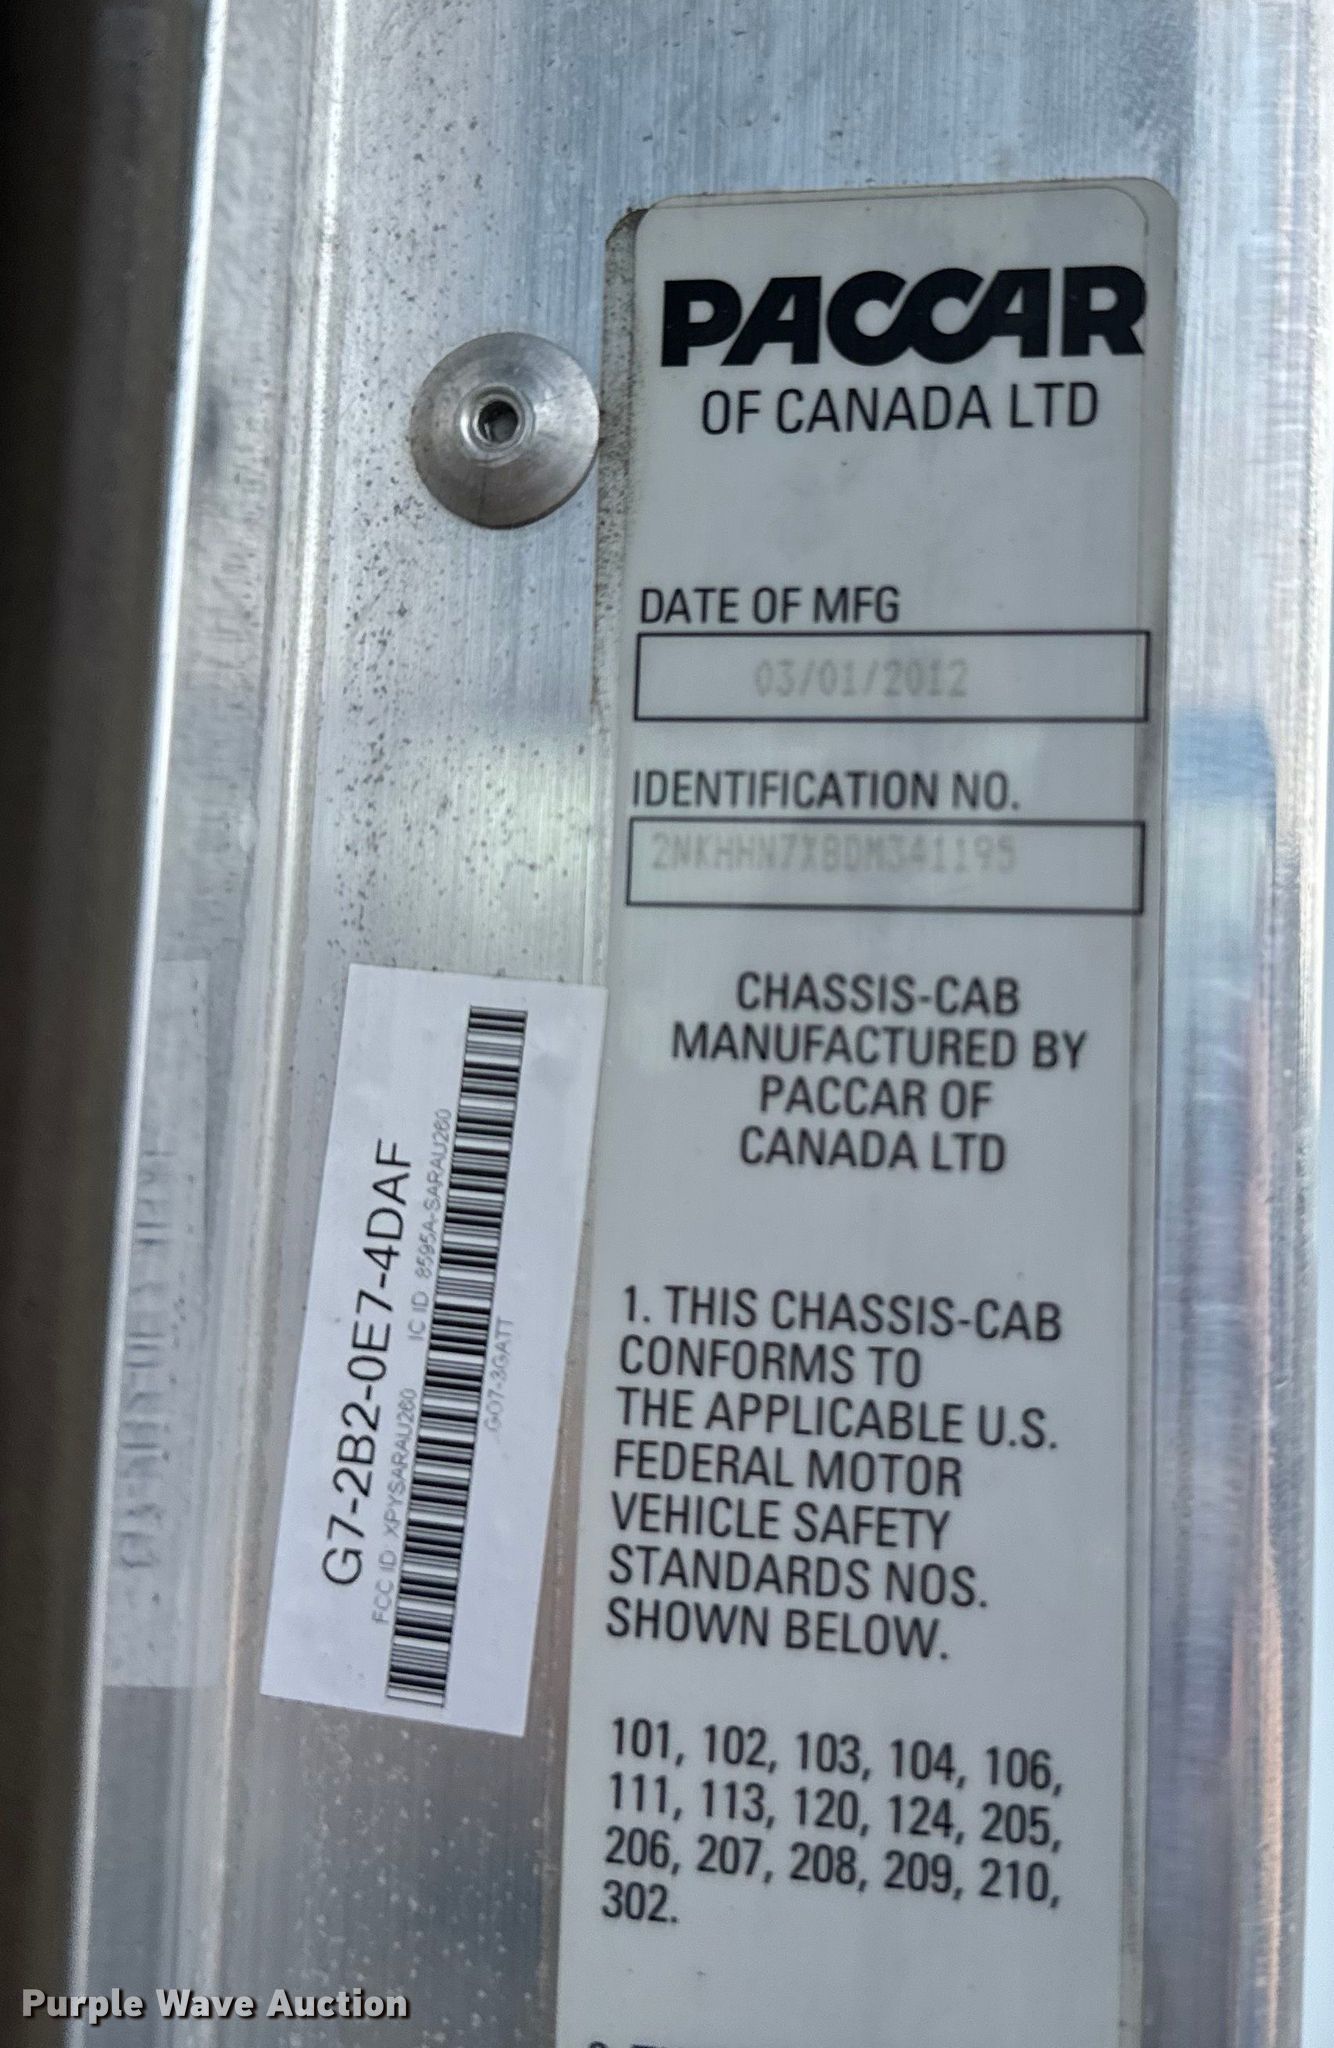 PACCAR
OF CANADA LTD
DATE OF MFG
03/01/2012
IDENTIFICATION NO.
2NKHHN7X8DM341195
CHASSIS-CAB
MANUFACTURED BY
PACCAR OF
CANADA LTD
1. THIS CHASSIS-CAB
CONFORMS TO
THE APPLICABLE U.S.
FEDERAL MOTOR
VEHICLE SAFETY
STANDARDS NOS.
SHOWN BELOW.
101, 102, 103, 104, 106,
111, 113, 120, 124, 205,
206, 207, 208, 209, 210,
302.
G7-2B2-0E7-4DAF
FCC ID XPYSARAU260 IC ID 8595A-SARAU260
GO7-3GATT
Purple Wave Auction